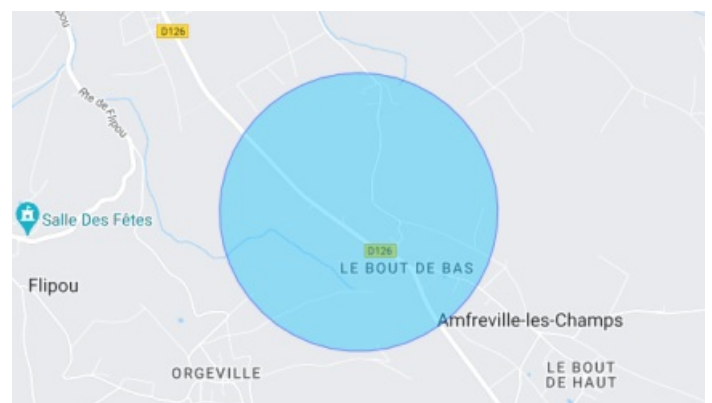 D126
Rte de Flipou
Salle Des Fêtes
D126
LE BOUT DE BAS
Flipou
Amfreville-les-Champs
ORGEVILLE
LE BOUT
DE HAUT